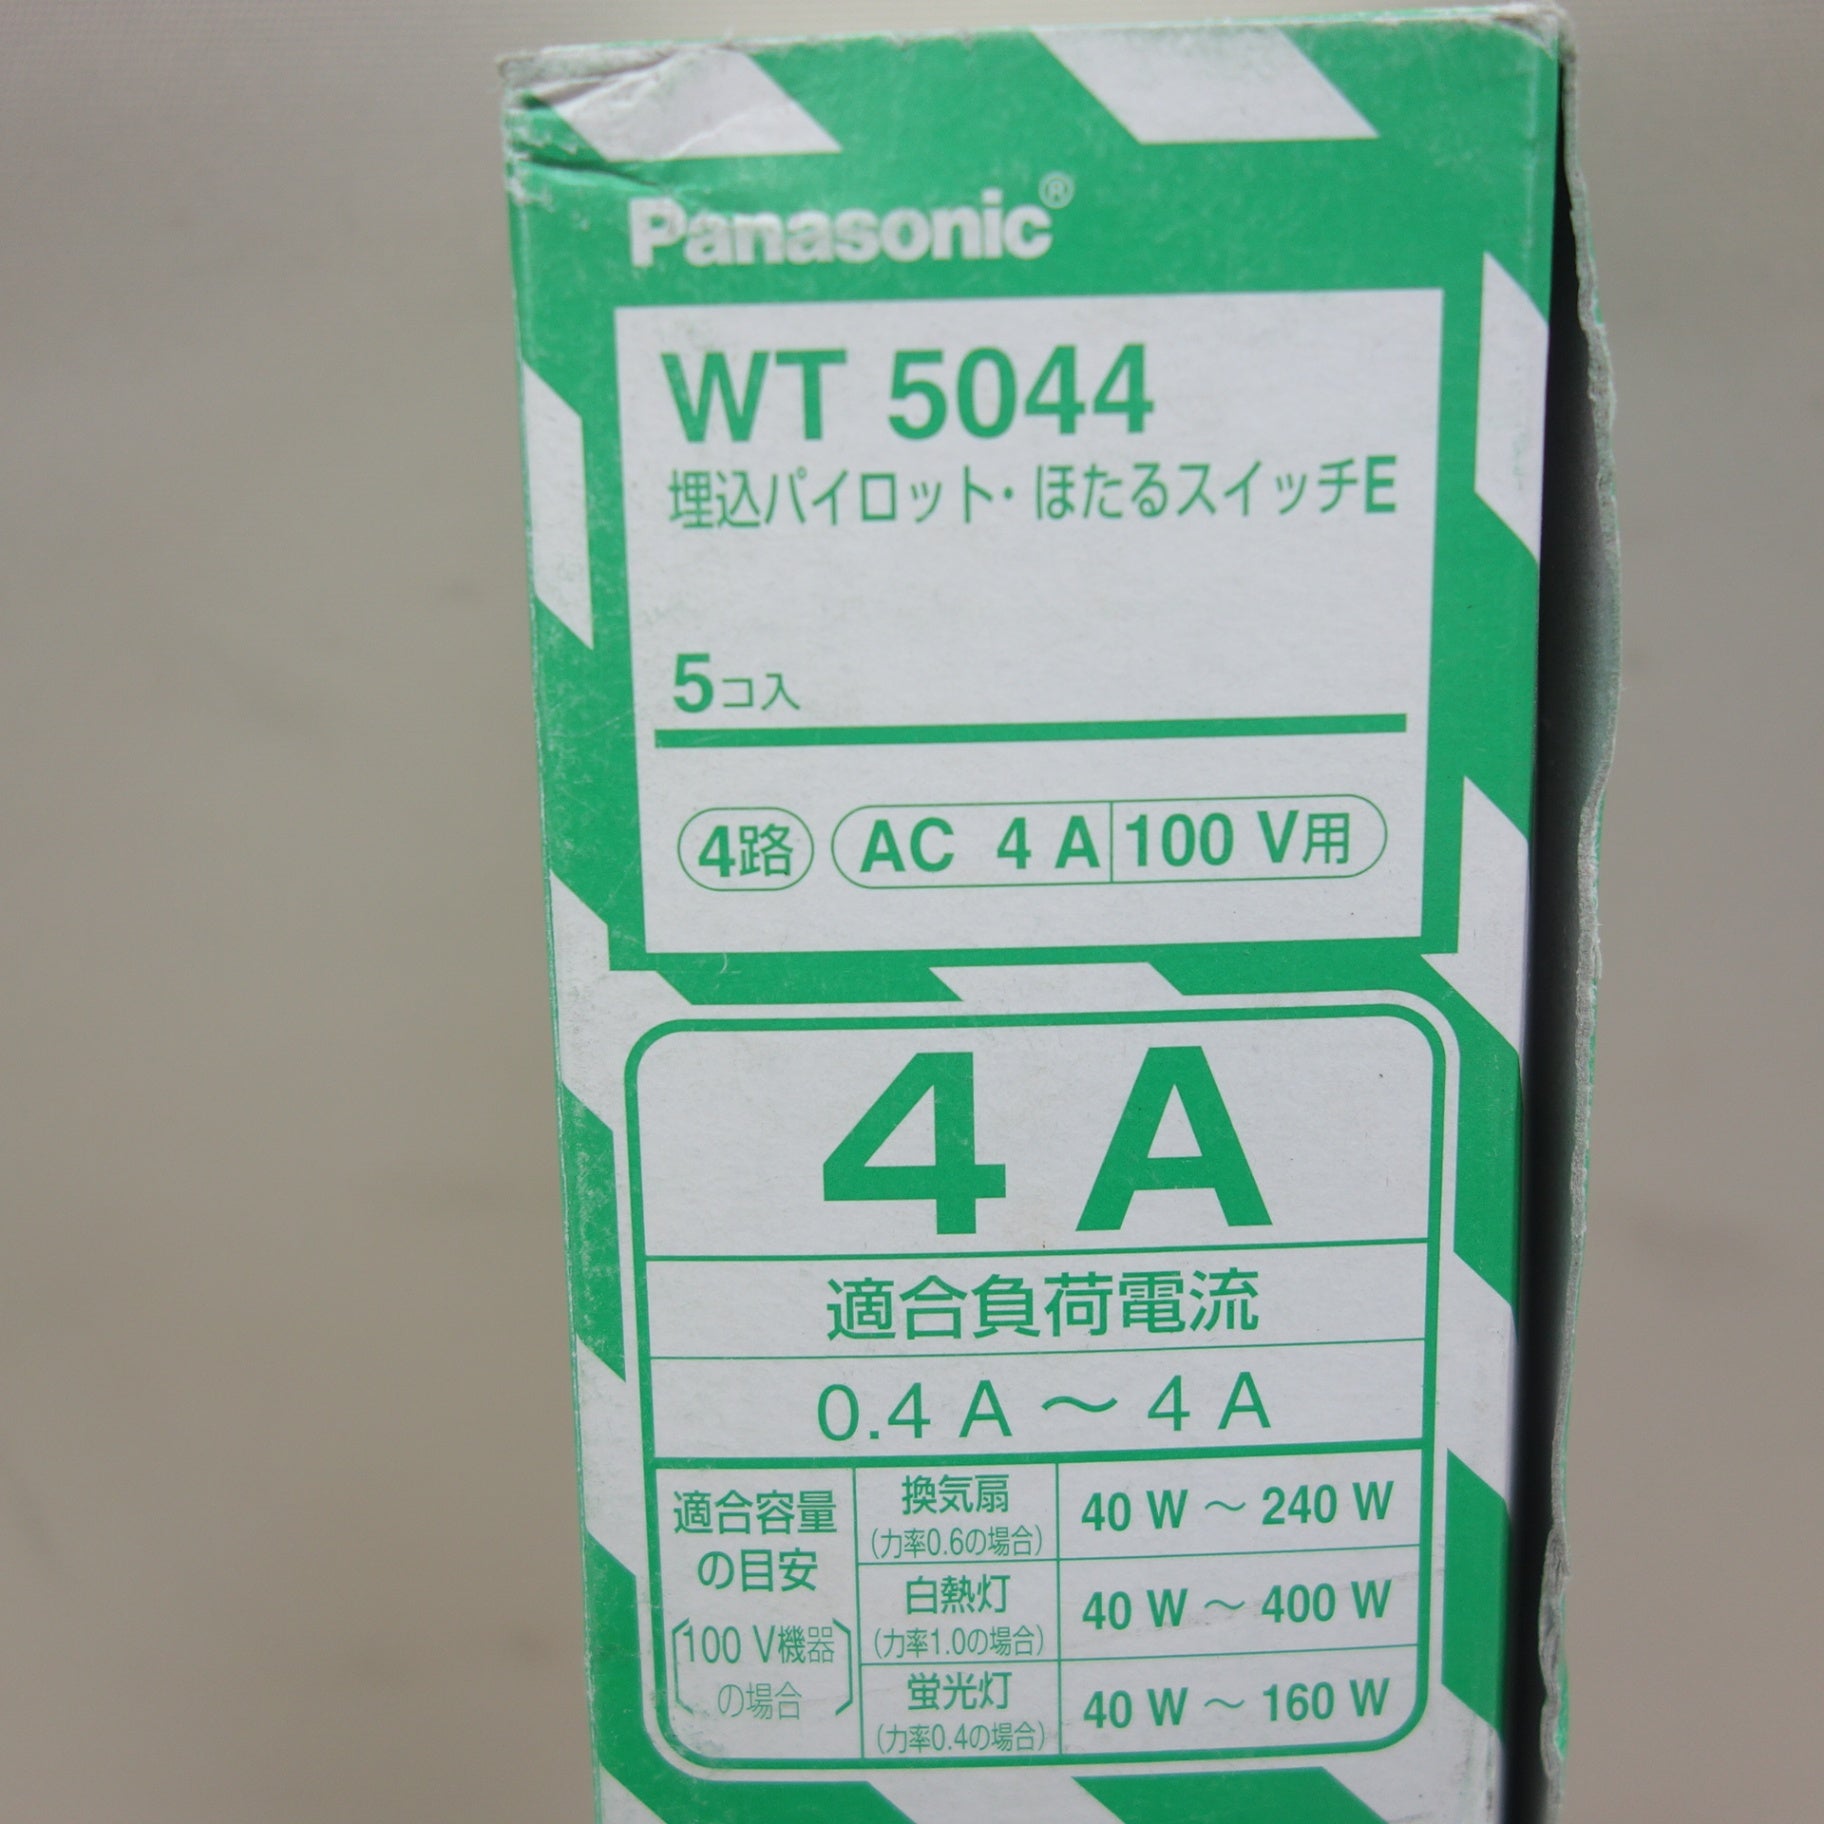 Panasonic®
WT 5044
埋込パイロット・ほたるスイッチE
5コ入
4路 AC 4 A 100 V用
4 A
適合負荷電流
0.4 A ～ 4 A
適合容量
の目安
〔100 V機器
の場合〕
換気扇
(力率0.6の場合)
40 W ～ 240 W
白熱灯
(力率1.0の場合)
40 W ～ 400 W
蛍光灯
(力率0.4の場合)
40 W ～ 160 W